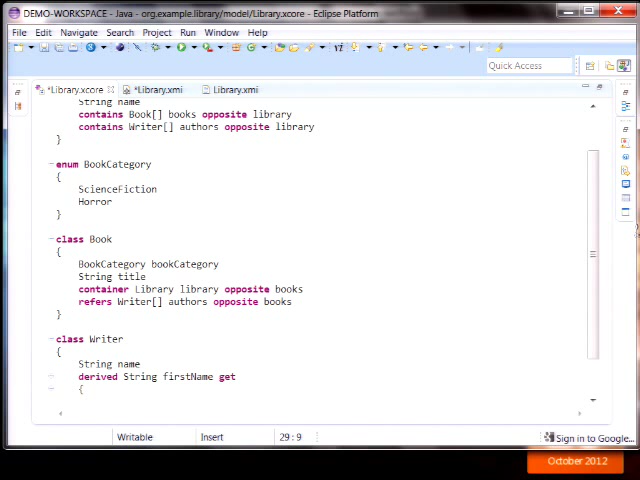 DEMO-WORKSPACE - Java - org.example.library/model/Library.xcore - Eclipse Platform
File Edit Navigate Search Project Run Window Help
Quick Access
*Library.xcore *Library.xmi Library.xmi
String name
contains Book[] books opposite library
contains Writer[] authors opposite library
}
enum BookCategory
{
ScienceFiction
Horror
}
class Book
{
BookCategory bookCategory
String title
container Library library opposite books
refers Writer[] authors opposite books
}
class Writer
{
String name
derived String firstName get
{
Writable Insert 29 : 9 Sign in to Google...
October 2012